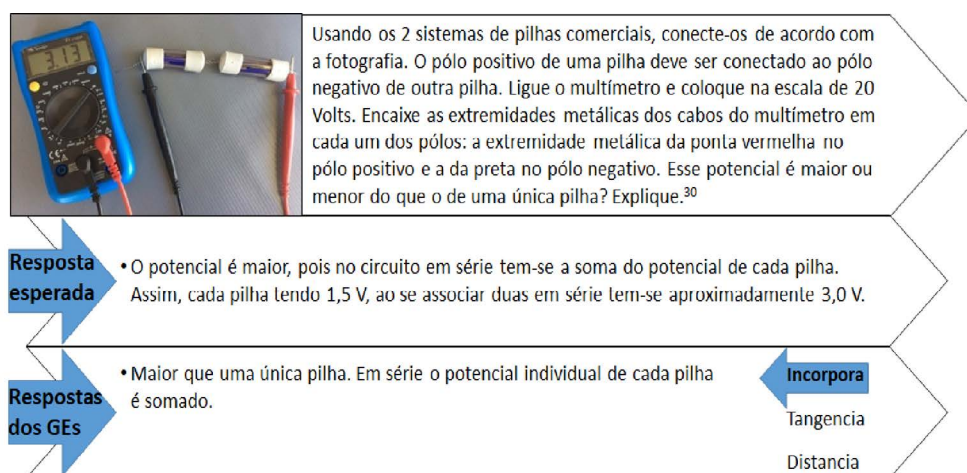 3.13
Usando os 2 sistemas de pilhas comerciais, conecte-os de acordo com
a fotografia. O pólo positivo de uma pilha deve ser conectado ao pólo
negativo de outra pilha. Ligue o multímetro e coloque na escala de 20
Volts. Encaixe as extremidades metálicas dos cabos do multímetro em
cada um dos pólos: a extremidade metálica da ponta vermelha no
pólo positivo e a da preta no pólo negativo. Esse potencial é maior ou
menor do que o de uma única pilha? Explique.³⁰
Resposta
esperada
• O potencial é maior, pois no circuito em série tem-se a soma do potencial de cada pilha.
Assim, cada pilha tendo 1,5 V, ao se associar duas em série tem-se aproximadamente 3,0 V.
Respostas
dos GEs
• Maior que uma única pilha. Em série o potencial individual de cada pilha
é somado.
Incorpora
Tangencia
Distancia